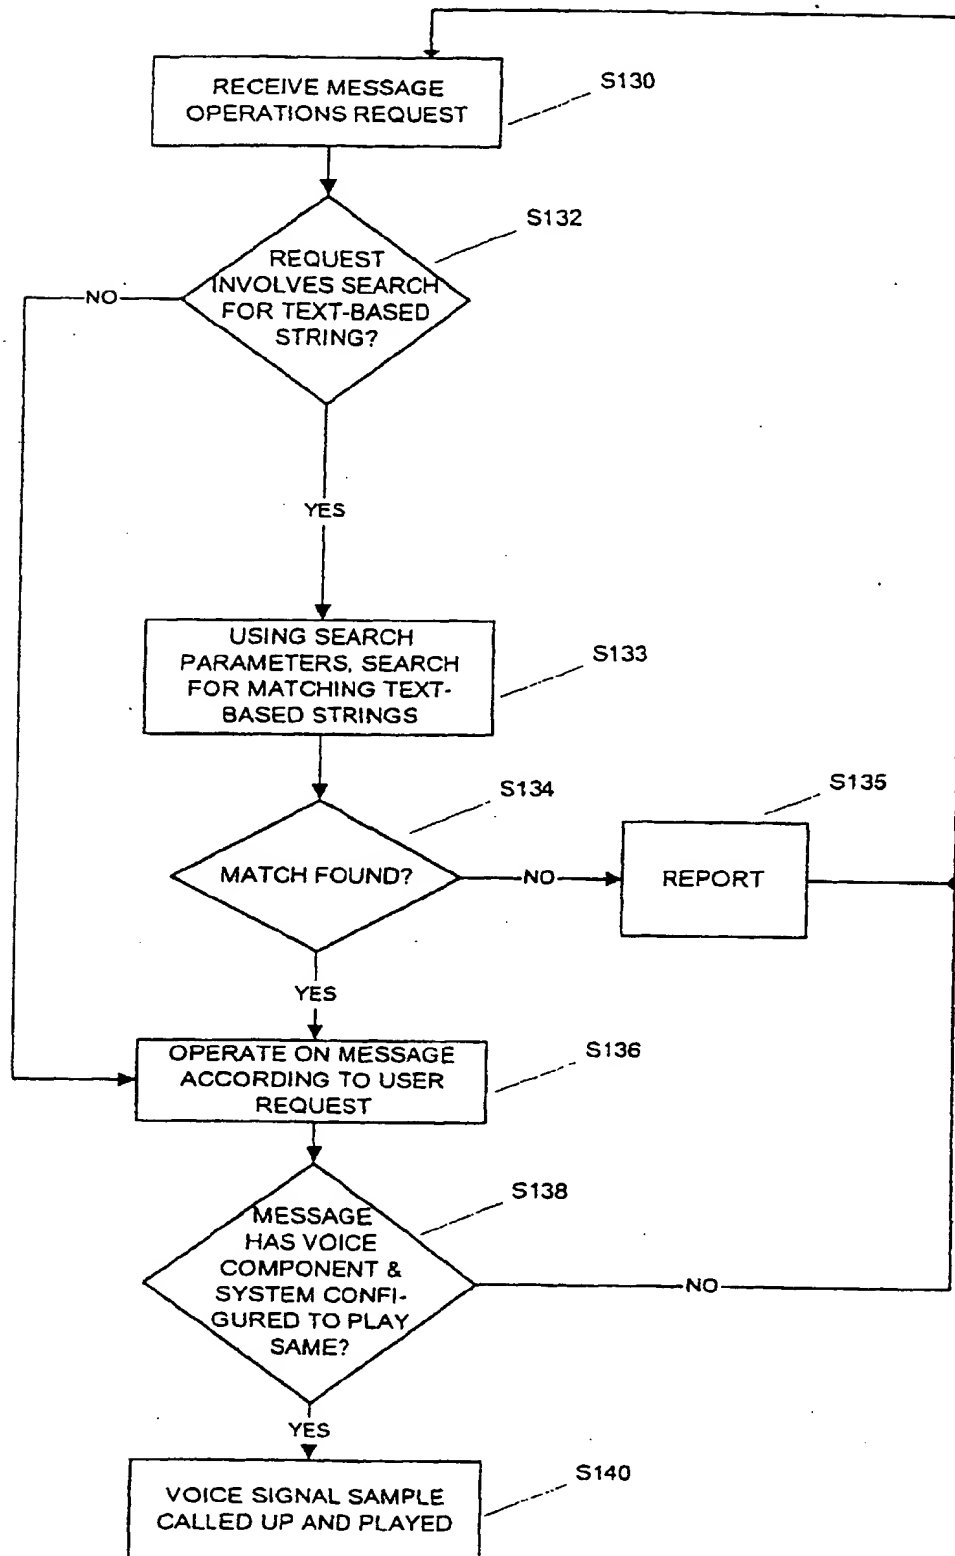 RECEIVE MESSAGE
OPERATIONS REQUEST
S130
S132
REQUEST
INVOLVES SEARCH
FOR TEXT-BASED
STRING?
NO
YES
USING SEARCH
PARAMETERS, SEARCH
FOR MATCHING TEXT-
BASED STRINGS
S133
S134
MATCH FOUND?
NO
S135
REPORT
YES
OPERATE ON MESSAGE
ACCORDING TO USER
REQUEST
S136
S138
MESSAGE
HAS VOICE
COMPONENT &
SYSTEM CONFI-
GURED TO PLAY
SAME?
NO
YES
S140
VOICE SIGNAL SAMPLE
CALLED UP AND PLAYED